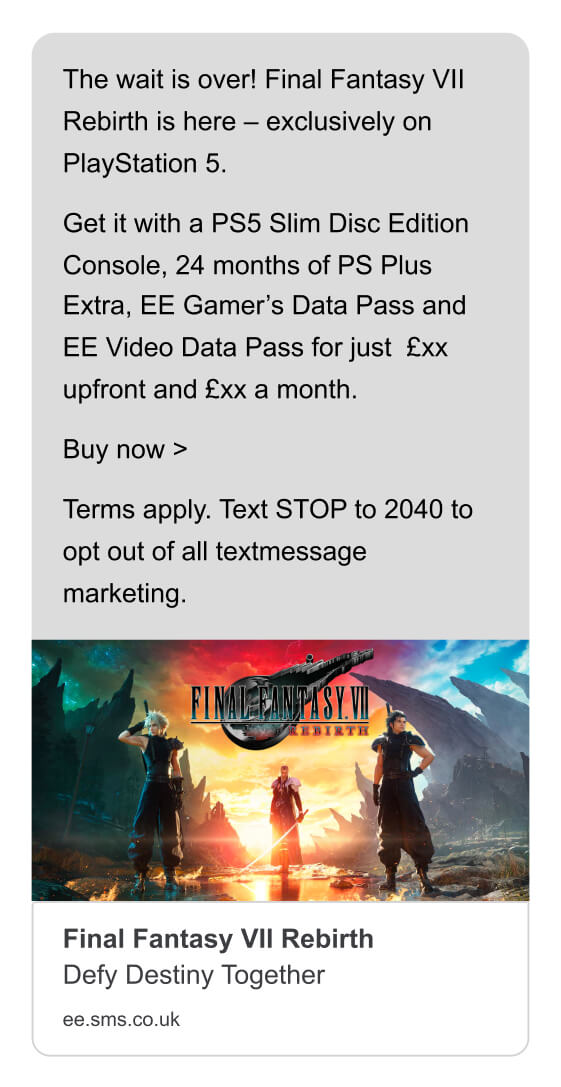 The wait is over! Final Fantasy VII
Rebirth is here – exclusively on
PlayStation 5.
Get it with a PS5 Slim Disc Edition
Console, 24 months of PS Plus
Extra, EE Gamer’s Data Pass and
EE Video Data Pass for just  £xx
upfront and £xx a month.
Buy now >
Terms apply. Text STOP to 2040 to
opt out of all textmessage
marketing.
FINAL FANTASY VII
REBIRTH
Final Fantasy VII Rebirth
Defy Destiny Together
ee.sms.co.uk